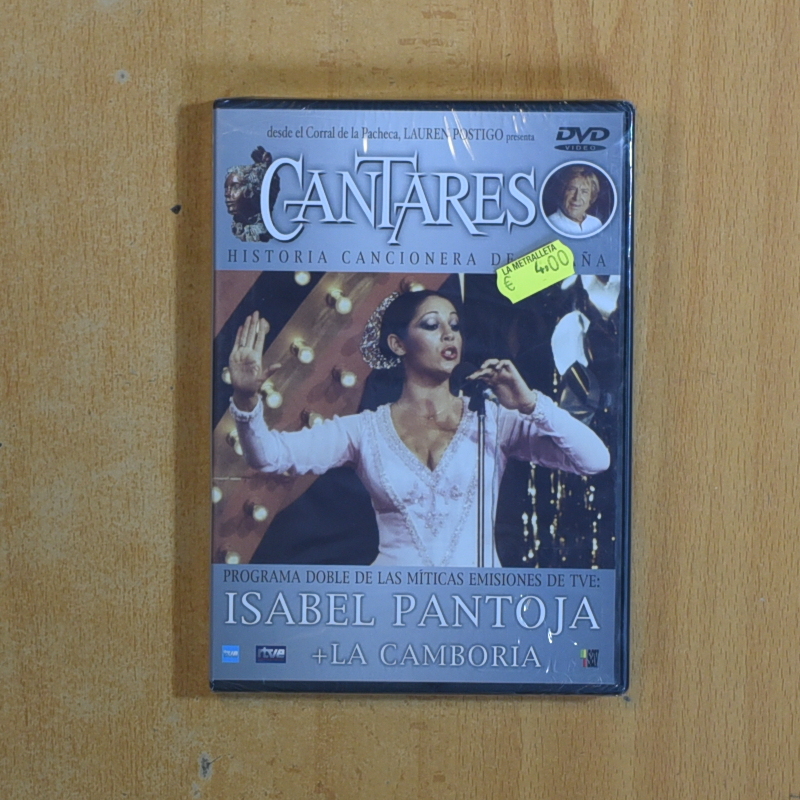 desde el Corral de la Pacheca, LAUREN POSTIGO presenta
DVD
VIDEO
CANTARES
HISTORIA CANCIONERA DE
LA METRALLETA
€ 4,00
PROGRAMA DOBLE DE LAS MÍTICAS EMISIONES DE TVE:
ISABEL PANTOJA
+LA CAMBORIA
rtve